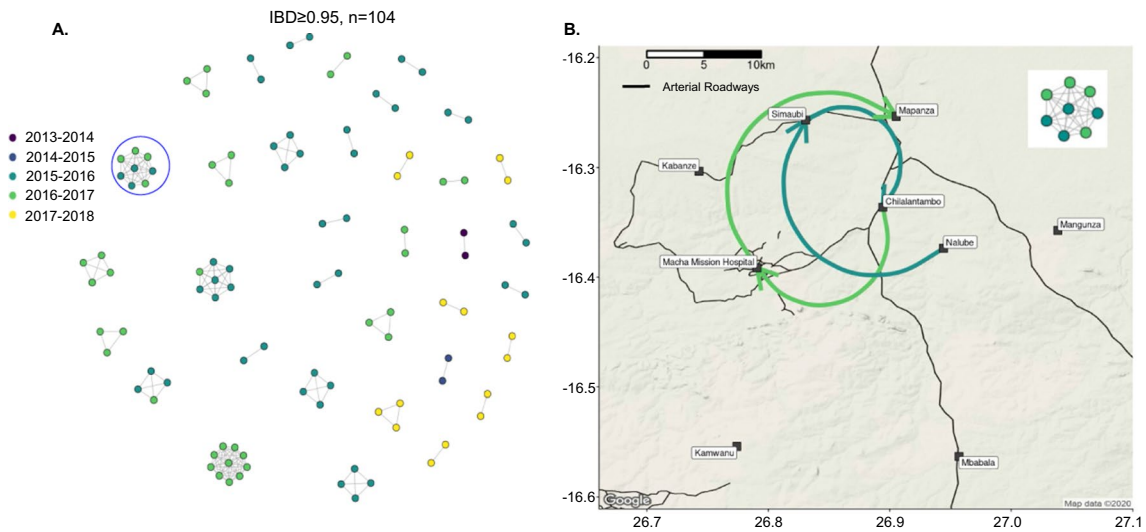 IBD≥0.95, n=104
A.
2013-2014
2014-2015
2015-2016
2016-2017
2017-2018
B.
-16.2
-16.3
-16.4
-16.5
-16.6
0 5 10km
Arterial Roadways
Simaubi
Mapanza
Kabanze
Chilalantambo
Mangunza
Nalube
Macha Mission Hospital
Kamwanu
Mbabala
Google
Map data ©2020
26.7 26.8 26.9 27.0 27.1